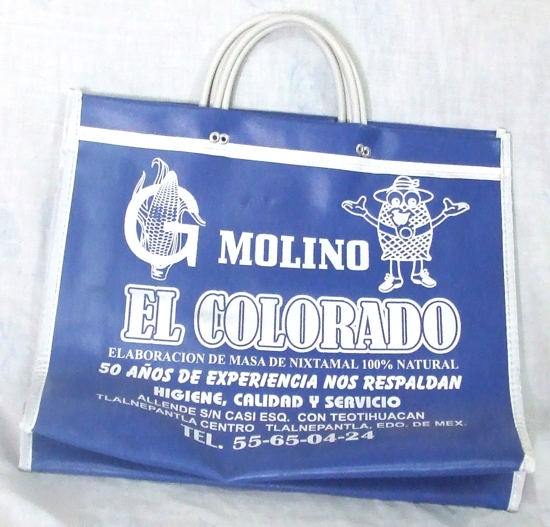 G MOLINO
EL COLORADO
ELABORACION DE MASA DE NIXTAMAL 100% NATURAL
50 AÑOS DE EXPERIENCIA NOS RESPALDAN
HIGIENE, CALIDAD Y SERVICIO
ALLENDE S/N CASI ESQ. CON TEOTIHUACAN
TLALNEPANTLA CENTRO TLALNEPANTLA, EDO. DE MEX.
TEL. 55-65-04-24